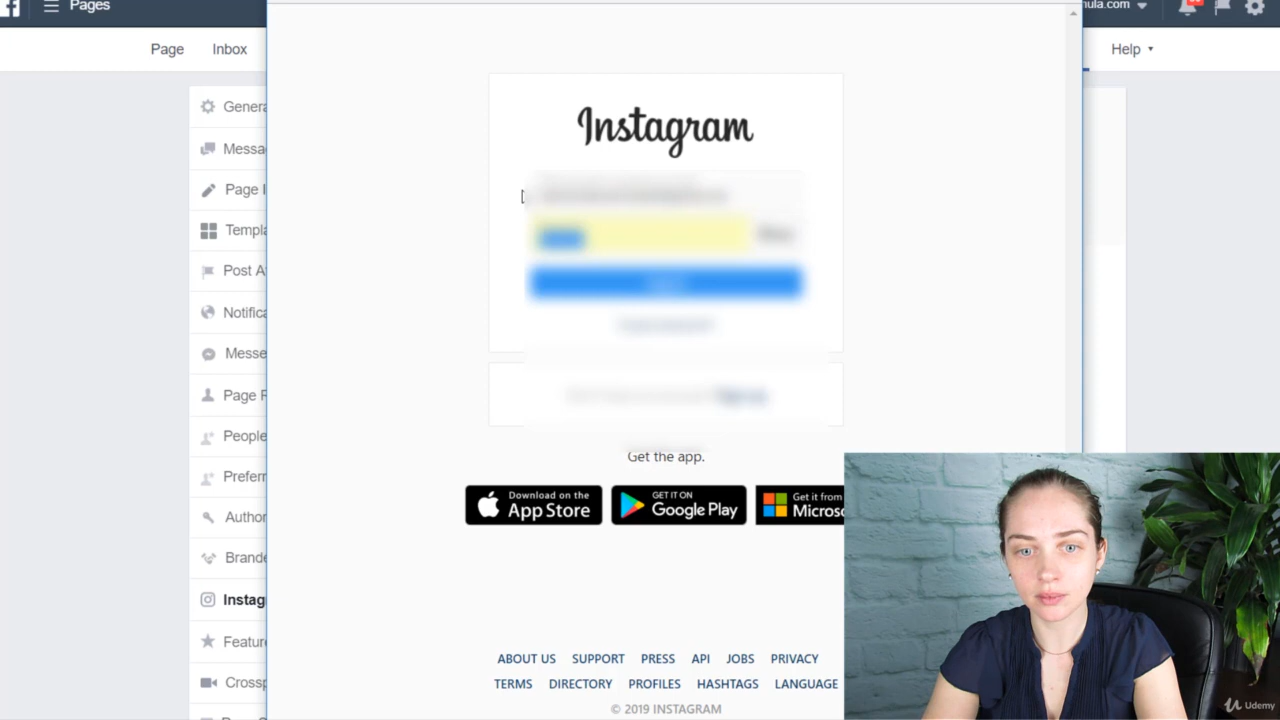 Pages
ula.com
Page
Inbox
Help
Genera
Messa
Page I
Templa
Post A
Notifica
Messe
Page R
People
Preferr
Author
Brande
Instag
Featur
Crossp
Instagram
Get the app.
Download on the
App Store
GET IT ON
Google Play
Get it from
Microso
ABOUT US SUPPORT PRESS API JOBS PRIVACY
TERMS DIRECTORY PROFILES HASHTAGS LANGUAGE
© 2019 INSTAGRAM
Udemy